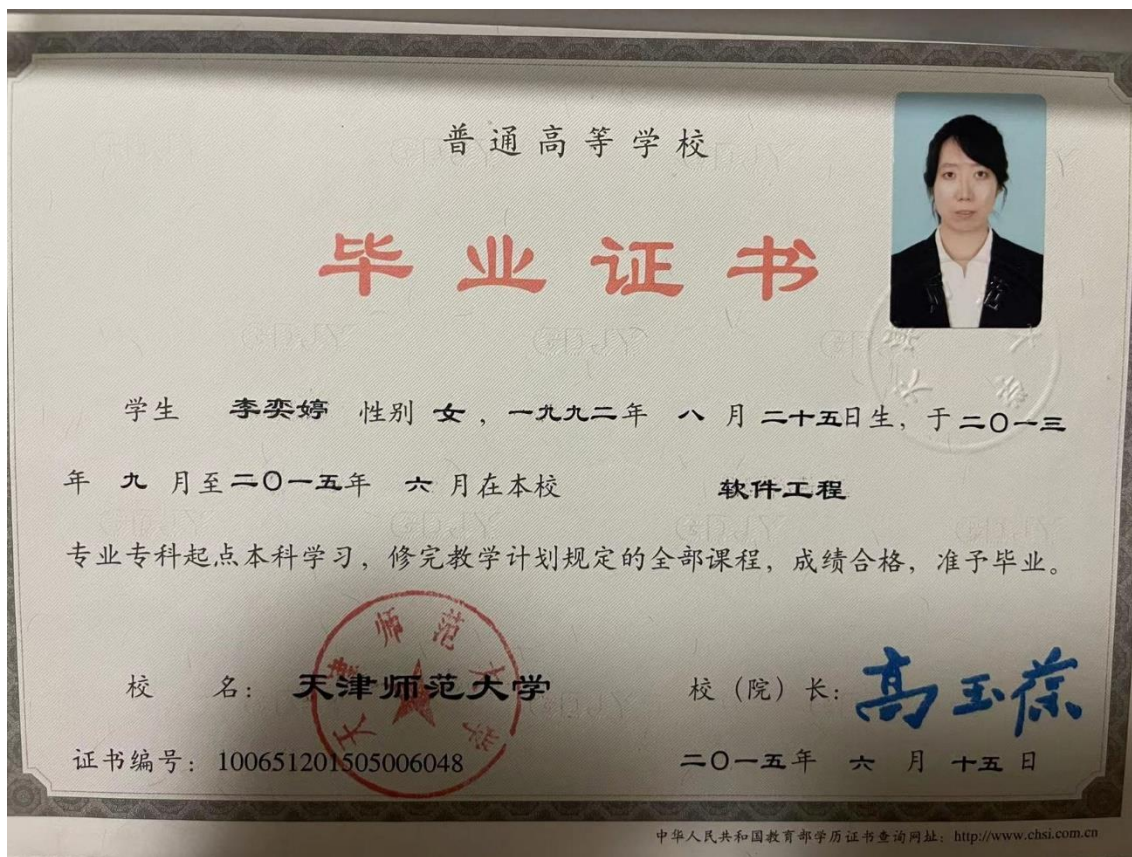 普通高等学校
毕业证书
学生 李奕婷 性别 女，一九九二年 八 月 二十五日生，于二〇一三
年 九 月至二〇一五年 六 月在本校 软件工程
专业专科起点本科学习，修完教学计划规定的全部课程，成绩合格，准予毕业。
校 名：天津师范大学 校（院）长：高玉葆
天津师范大学
证书编号：100651201505006048 二〇一五年 六 月 十五 日
中华人民共和国教育部学历证书查询网址：http://www.chsi.com.cn